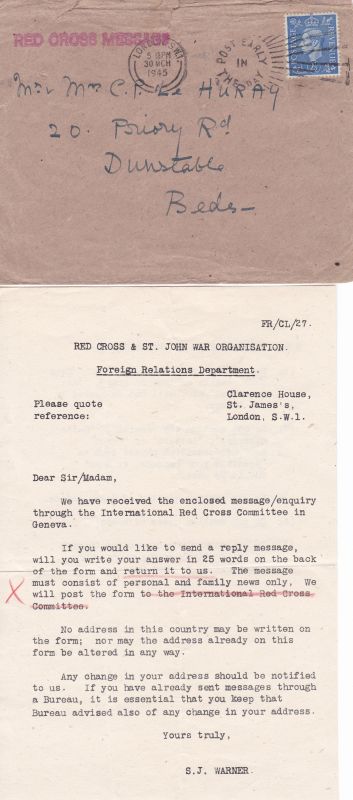 RED CROSS MESSAGE
LONDON S.W.1
5 15PM
30 MCH
1945
POST EARLY
IN
THE DAY
POSTAGE REVENUE
Mr & Mrs C.P. Le HURAY
20. Priory Rd
Dunstable
Beds-
FR/CL/27.
RED CROSS & ST. JOHN WAR ORGANISATION.
Foreign Relations Department.
Please quote
reference:
Clarence House,
St. James's,
London, S.W.1.
Dear Sir/Madam,
We have received the enclosed message/enquiry
through the International Red Cross Committee in
Geneva.
If you would like to send a reply message,
will you write your answer in 25 words on the back
of the form and return it to us. The message
must consist of personal and family news only, We
X will post the form to the International Red Cross
Committee.
No address in this country may be written on
the form; nor may the address already on this
form be altered in any way.
Any change in your address should be notified
to us. If you have already sent messages through
a Bureau, it is essential that you keep that
Bureau advised also of any change in your address.
Yours truly,
S.J. WARNER.